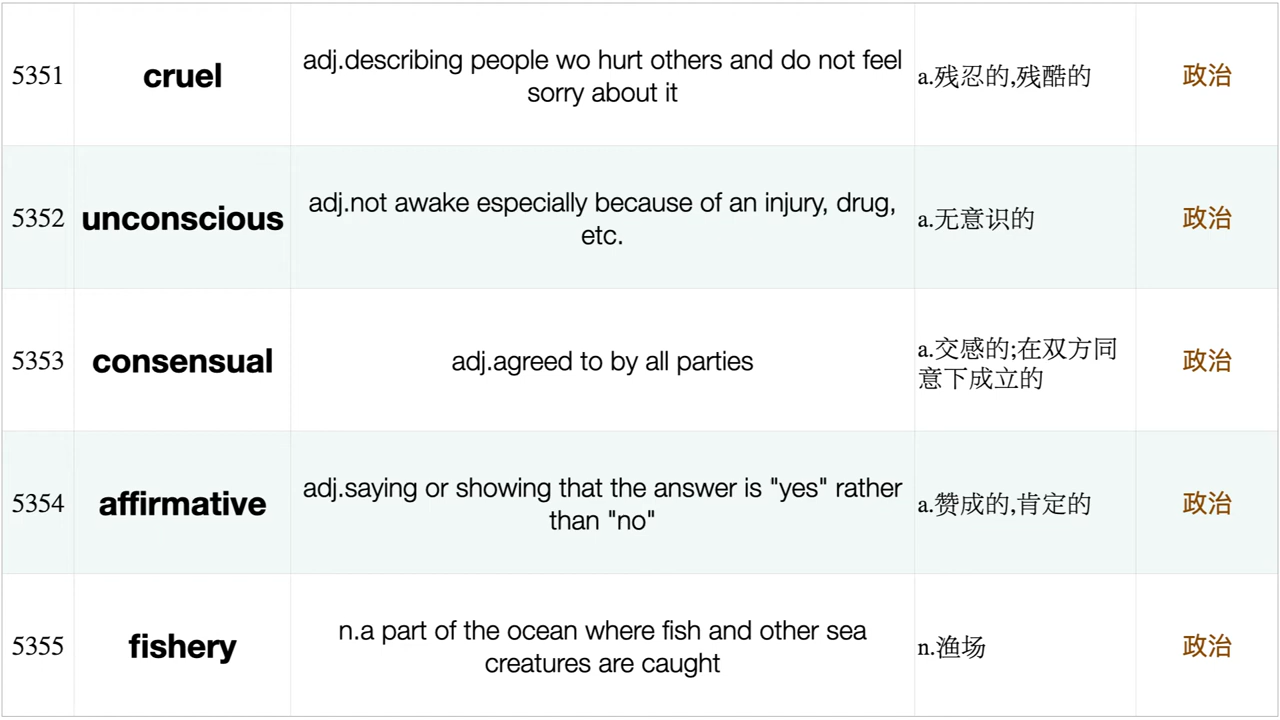 5351 cruel adj.describing people wo hurt others and do not feel sorry about it a.残忍的,残酷的 政治
5352 unconscious adj.not awake especially because of an injury, drug, etc. a.无意识的 政治
5353 consensual adj.agreed to by all parties a.交感的;在双方同意下成立的 政治
5354 affirmative adj.saying or showing that the answer is "yes" rather than "no" a.赞成的,肯定的 政治
5355 fishery n.a part of the ocean where fish and other sea creatures are caught n.渔场 政治